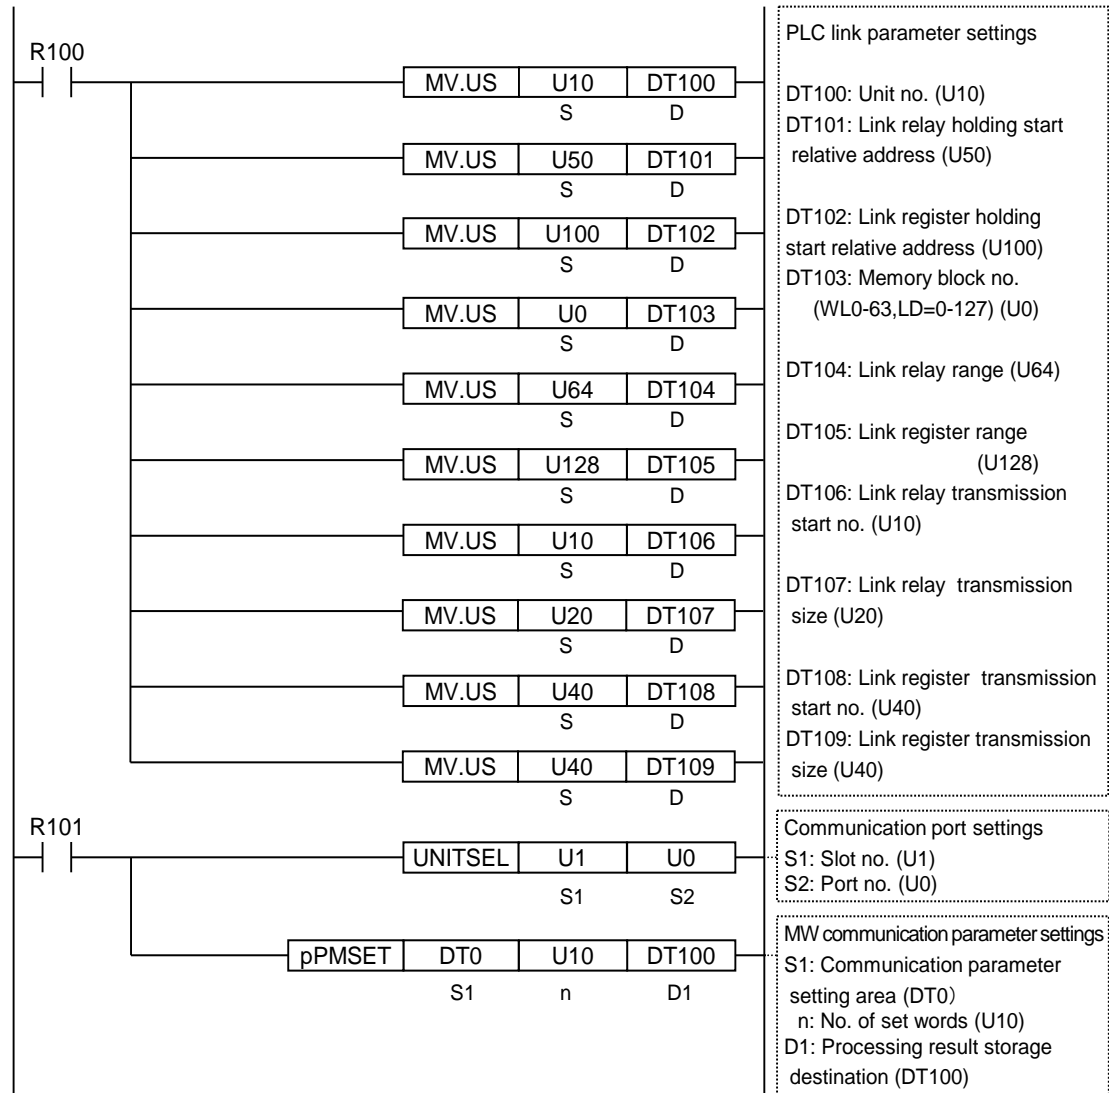 R100
MV.US U10 DT100
S D
MV.US U50 DT101
S D
MV.US U100 DT102
S D
MV.US U0 DT103
S D
MV.US U64 DT104
S D
MV.US U128 DT105
S D
MV.US U10 DT106
S D
MV.US U20 DT107
S D
MV.US U40 DT108
S D
MV.US U40 DT109
S D
PLC link parameter settings
DT100: Unit no. (U10)
DT101: Link relay holding start
relative address (U50)
DT102: Link register holding
start relative address (U100)
DT103: Memory block no.
(WL0-63,LD=0-127) (U0)
DT104: Link relay range (U64)
DT105: Link register range
(U128)
DT106: Link relay transmission
start no. (U10)
DT107: Link relay transmission
size (U20)
DT108: Link register transmission
start no. (U40)
DT109: Link register transmission
size (U40)
R101
UNITSEL U1 U0
S1 S2
Communication port settings
S1: Slot no. (U1)
S2: Port no. (U0)
pPMSET DT0 U10 DT100
S1 n D1
MW communication parameter settings
S1: Communication parameter
setting area (DT0）
n: No. of set words (U10)
D1: Processing result storage
destination (DT100)